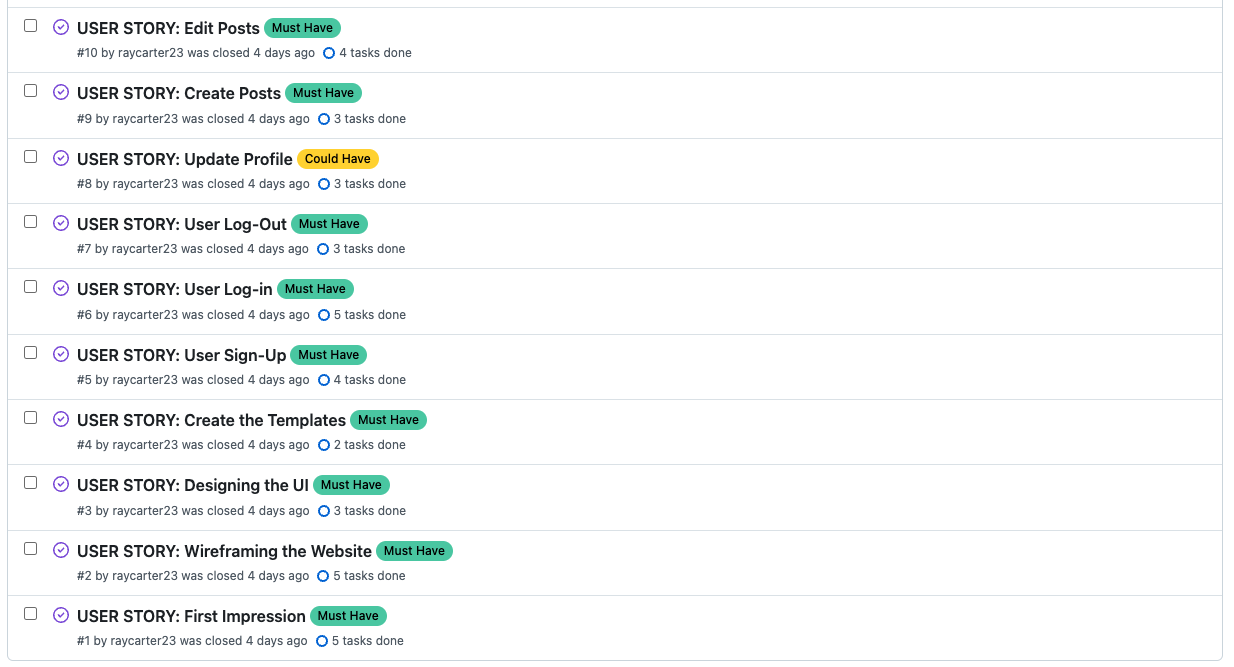 USER STORY: Edit Posts Must Have
#10 by raycarter23 was closed 4 days ago 4 tasks done
USER STORY: Create Posts Must Have
#9 by raycarter23 was closed 4 days ago 3 tasks done
USER STORY: Update Profile Could Have
#8 by raycarter23 was closed 4 days ago 3 tasks done
USER STORY: User Log-Out Must Have
#7 by raycarter23 was closed 4 days ago 3 tasks done
USER STORY: User Log-in Must Have
#6 by raycarter23 was closed 4 days ago 5 tasks done
USER STORY: User Sign-Up Must Have
#5 by raycarter23 was closed 4 days ago 4 tasks done
USER STORY: Create the Templates Must Have
#4 by raycarter23 was closed 4 days ago 2 tasks done
USER STORY: Designing the UI Must Have
#3 by raycarter23 was closed 4 days ago 3 tasks done
USER STORY: Wireframing the Website Must Have
#2 by raycarter23 was closed 4 days ago 5 tasks done
USER STORY: First Impression Must Have
#1 by raycarter23 was closed 4 days ago 5 tasks done